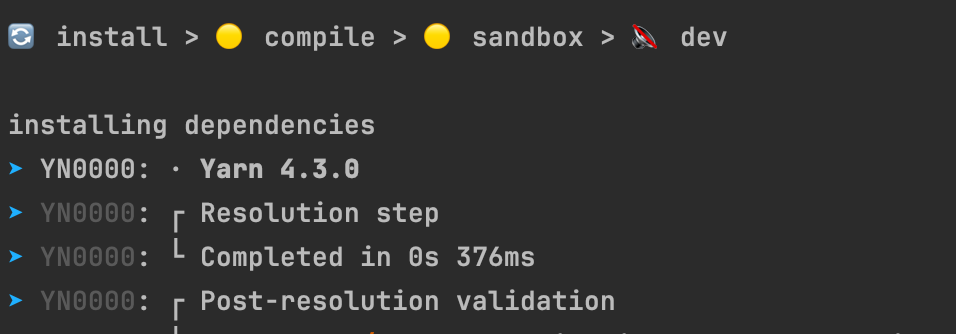 install > compile > sandbox > dev
installing dependencies
➤ YN0000: · Yarn 4.3.0
➤ YN0000: ┌ Resolution step
➤ YN0000: └ Completed in 0s 376ms
➤ YN0000: ┌ Post-resolution validation